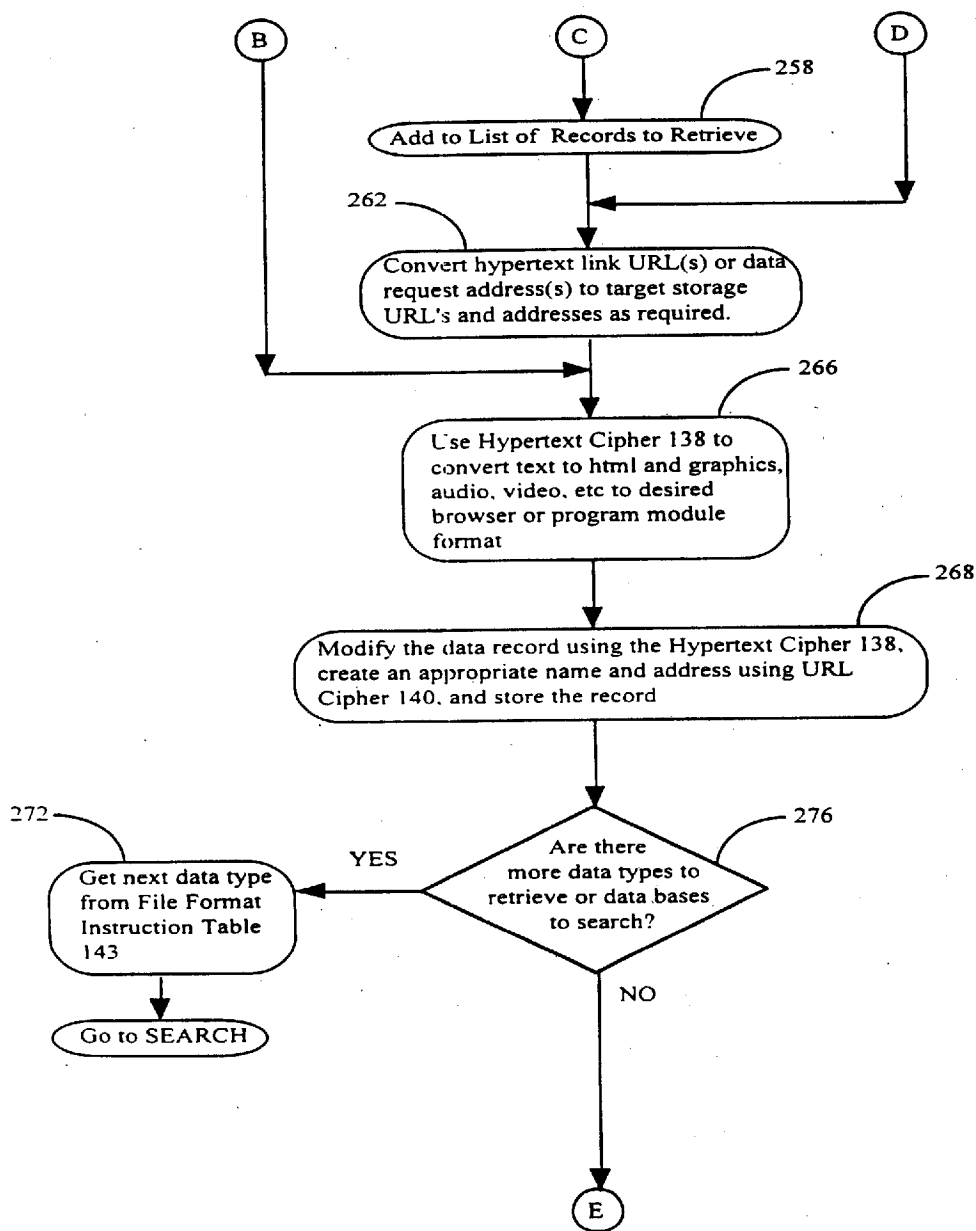 B
C
D
258
Add to List of Records to Retrieve
262
Convert hypertext link URL(s) or data
request address(s) to target storage
URL's and addresses as required.
266
Use Hypertext Cipher 138 to
convert text to html and graphics,
audio, video, etc to desired
browser or program module
format
268
Modify the data record using the Hypertext Cipher 138,
create an appropriate name and address using URL
Cipher 140, and store the record
272
276
YES
Are there
more data types to
retrieve or data bases
to search?
Get next data type
from File Format
Instruction Table
143
NO
Go to SEARCH
E